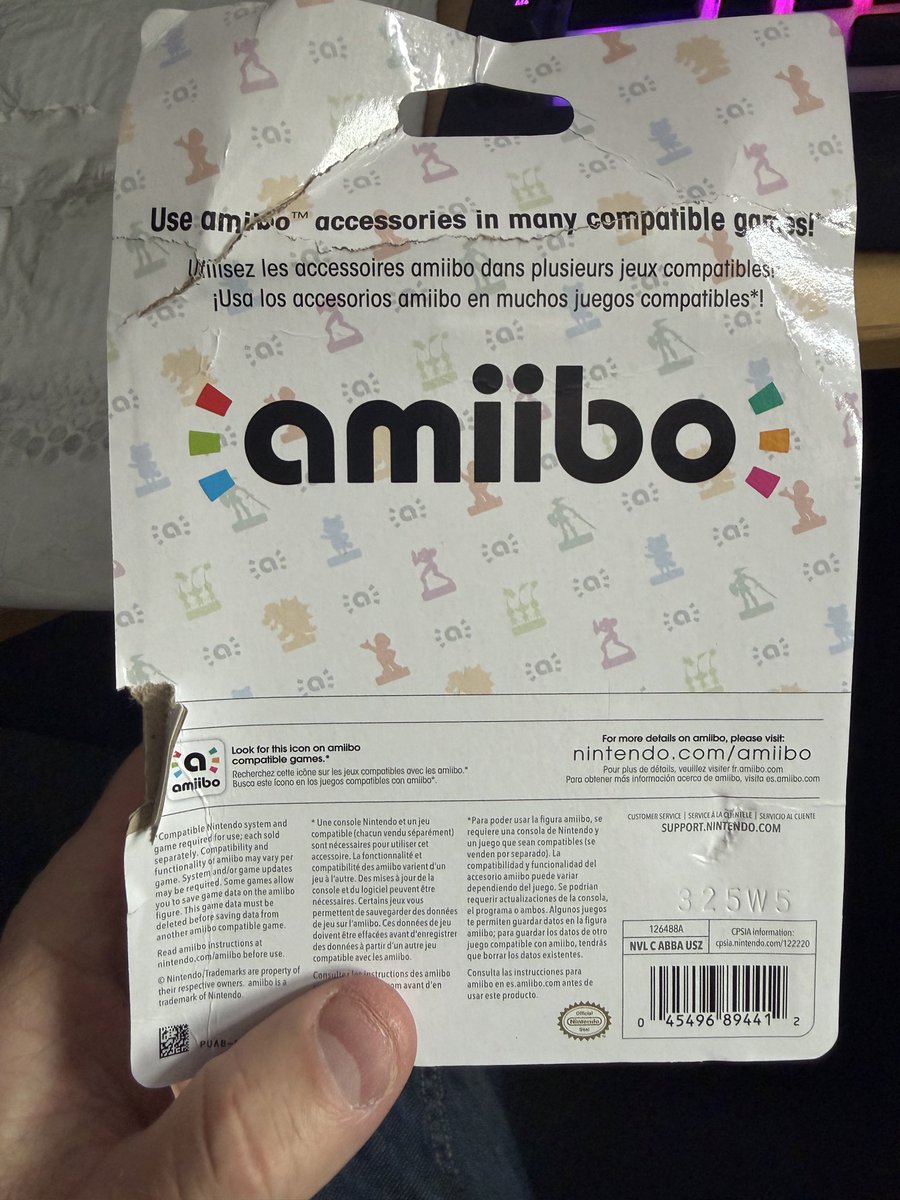 Use amiibo™ accessories in many compatible games!*
Utilisez les accessoires amiibo dans plusieurs jeux compatibles!
¡Usa los accesorios amiibo en muchos juegos compatibles*!
amiibo
a
amiibo
Look for this icon on amiibo
compatible games.*
Recherchez cette icône sur les jeux compatibles avec les amiibo.*
Busca este ícono en los juegos compatibles con amiibo*.
For more details on amiibo, please visit:
nintendo.com/amiibo
Pour plus de détails, veuillez visiter fr.amiibo.com
Para obtener más información acerca de amiibo, visita es.amiibo.com
*Compatible Nintendo system and
game required for use; each sold
separately. Compatibility and
functionality of amiibo may vary per
game. System and/or game updates
may be required. Some games allow
you to save game data on the amiibo
figure. This game data must be
deleted before saving data from
another amiibo compatible game.
Read amiibo instructions at
nintendo.com/amiibo before use.
© Nintendo/Trademarks are property of
their respective owners. amiibo is a
trademark of Nintendo.
PUAB-
* Une console Nintendo et un jeu
compatible (chacun vendu séparément)
sont nécessaires pour utiliser cet
accessoire. La fonctionnalité et
compatibilité des amiibo varient d'un
jeu à l'autre. Des mises à jour de la
console et du logiciel peuvent être
nécessaires. Certains jeux vous
permettent de sauvegarder des données
de jeu sur l'amiibo. Ces données de jeu
doivent être effacées avant d'enregistrer
des données à partir d'un autre jeu
compatible avec les amiibo.
Consultez les instructions des amiibo
om avant d'en
*Para poder usar la figura amiibo, se
requiere una consola de Nintendo y
un juego que sean compatibles (se
venden por separado). La
compatibilidad y funcionalidad del
accesorio amiibo puede variar
dependiendo del juego. Se podrían
requerir actualizaciones de la consola,
el programa o ambos. Algunos juegos
te permiten guardar datos en la figura
amiibo; para guardar los datos de otro
juego compatible con amiibo, tendrás
que borrar los datos existentes.
Consulta las instrucciones para
amiibo en es.amiibo.com antes de
usar este producto.
Official
Nintendo
Seal
CUSTOMER SERVICE | SERVICE À LA CLIENTÈLE | SERVICIO AL CLIENTE
SUPPORT.NINTENDO.COM
325W5
126488A
NVL C ABBA USZ
CPSIA information:
cpsia.nintendo.com/122220
0 45496 89441 2